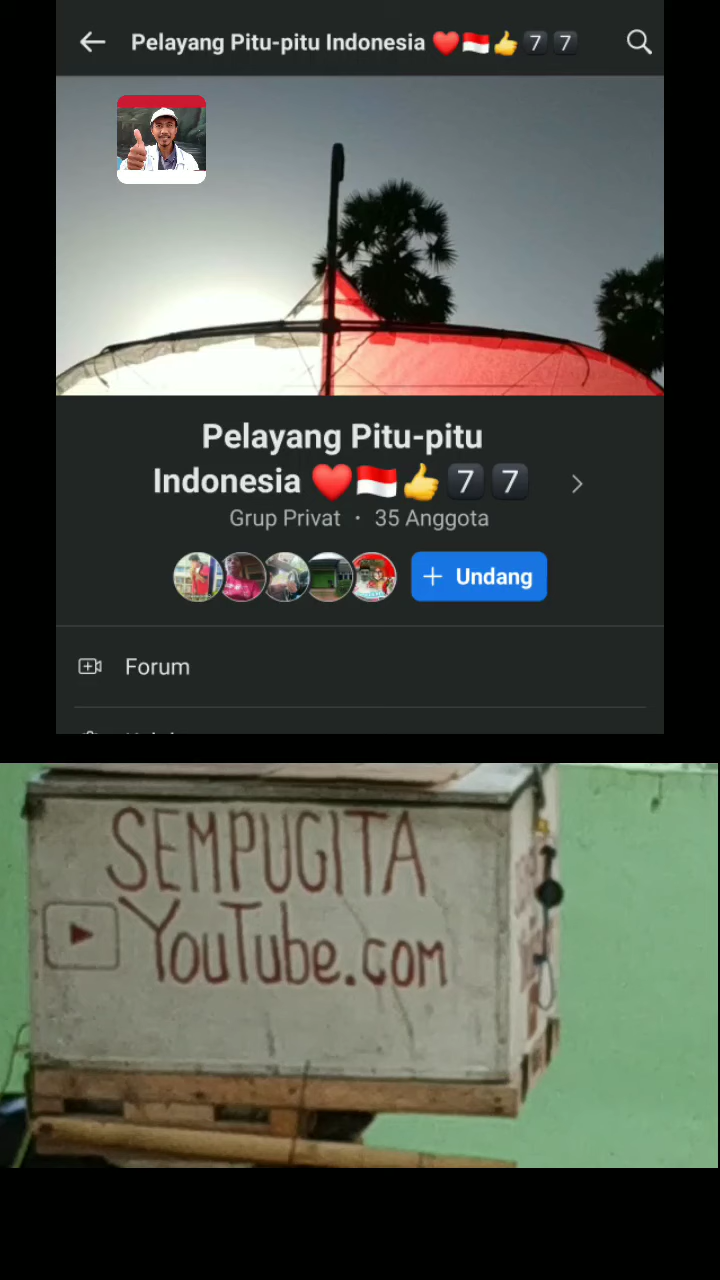 Pelayang Pitu-pitu Indonesia ❤️🇮🇩👍7️⃣7️⃣
Pelayang Pitu-pitu
Indonesia ❤️🇮🇩👍7️⃣7️⃣
Grup Privat · 35 Anggota
+ Undang
Forum
SEMPUGITA
YouTube.com